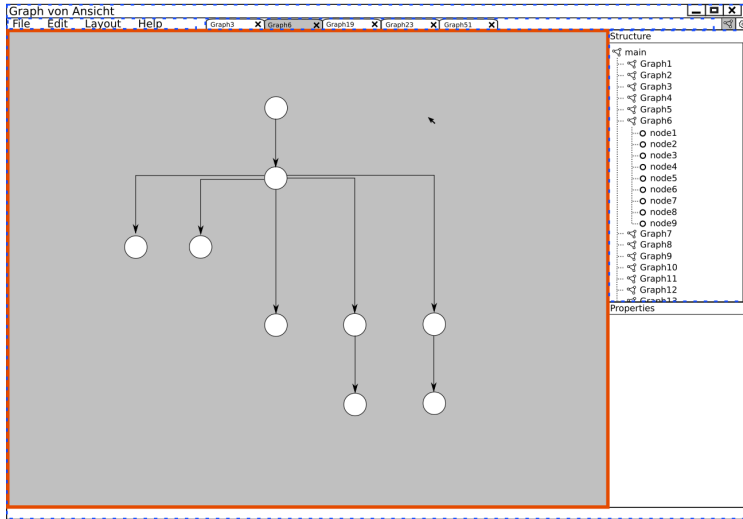 Graph von Ansicht
File Edit Layout Help Graph3 Graph6 Graph19 Graph23 Graph51
Structure
main
Graph1
Graph2
Graph3
Graph4
Graph5
Graph6
node1
node2
node3
node4
node5
node6
node7
node8
node9
Graph7
Graph8
Graph9
Graph10
Graph11
Graph12
Graph13
Properties